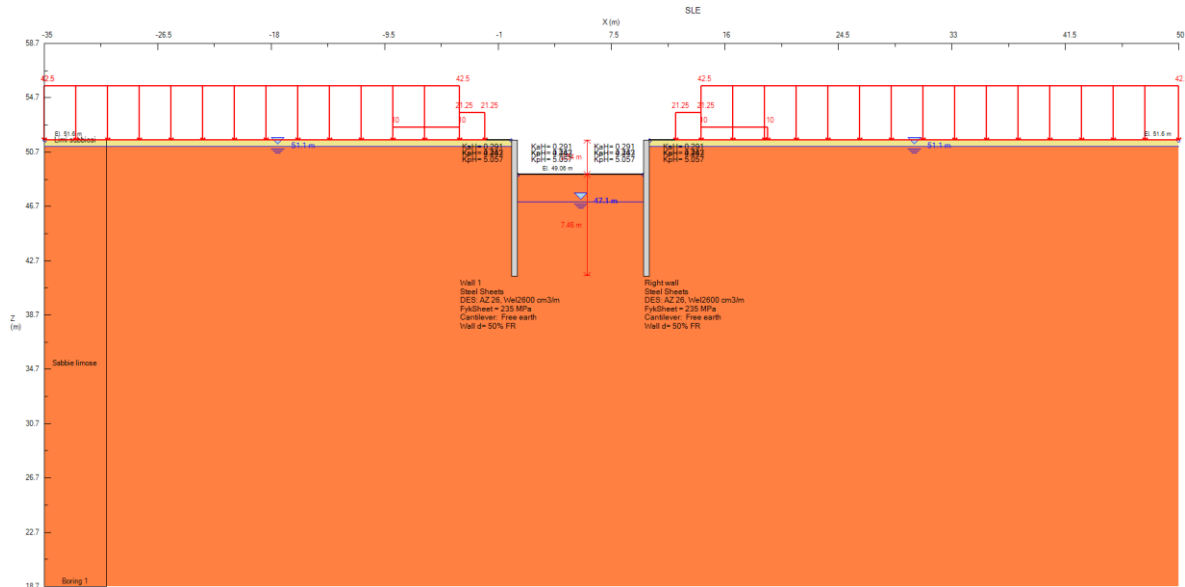 SLE
X (m)
-35 -26.5 -18 -9.5 -1 7.5 16 24.5 33 41.5 50
58.7
42.5 42.5 42.5 42.
54.7
21.25 21.25 21.25 21.25
10 10 10 10
El. 51.6 m El. 51.6 m
Limi sabbiosi
51.1 m 51.1 m
KaH= 0.291 KaH= 0.291 KaH= 0.291 KaH= 0.291
50.7
KpH= 5.057 KpH= 5.057 KpH= 5.057 KpH= 5.057
El. 49.06 m
47.1 m
46.7
7.46 m
42.7
Wall 1
Steel Sheets
DES: AZ 26, Wel2600 cm3/m
FykSheet = 235 MPa
Cantilever: Free earth
Wall d= 50% FR
Right wall
Steel Sheets
DES: AZ 26, Wel2600 cm3/m
FykSheet = 235 MPa
Cantilever: Free earth
Wall d= 50% FR
38.7
Z
(m)
Sabbie limose
34.7
30.7
26.7
22.7
Boring 1
18.7